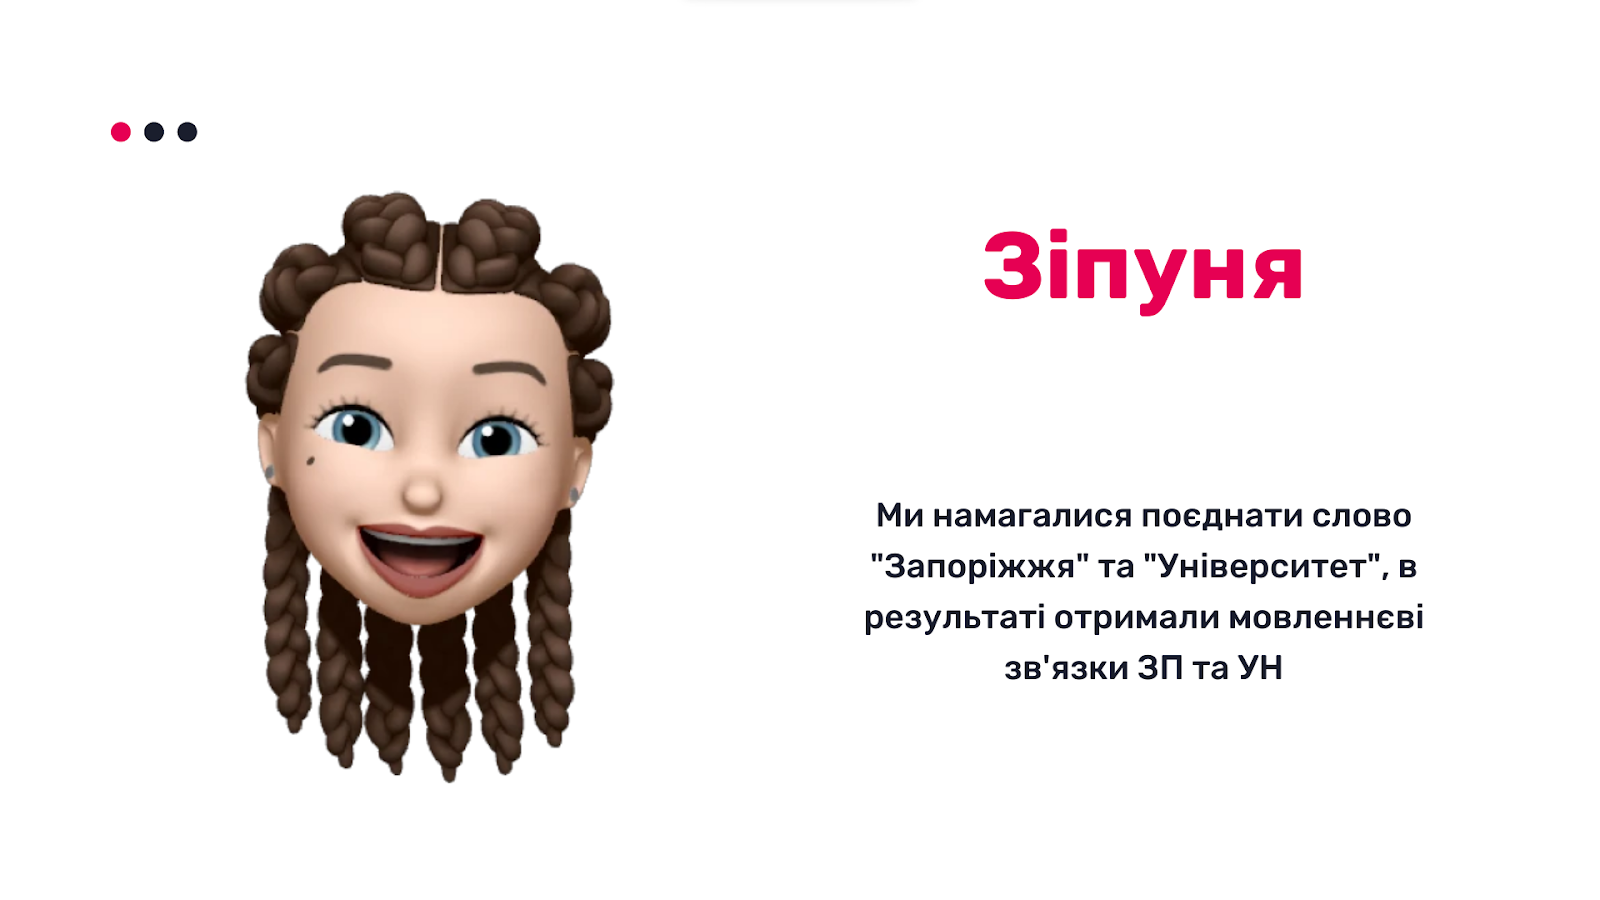 Зіпуня
Ми намагалися поєднати слово
"Запоріжжя" та "Університет", в
результаті отримали мовленнєві
зв'язки ЗП та УН